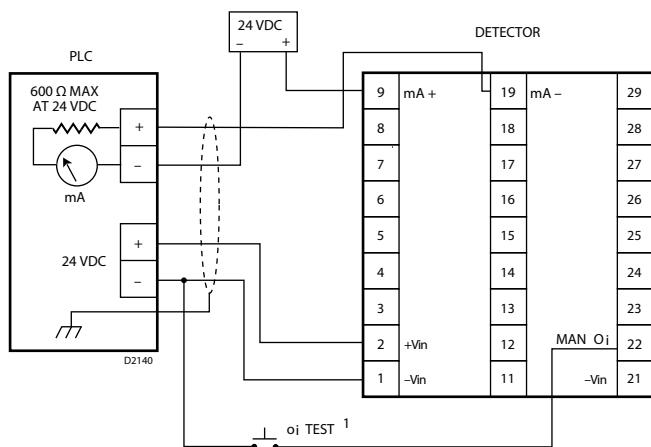 24 VDC
– +
PLC
DETECTOR
600 Ω MAX
AT 24 VDC
mA
+
–
24 VDC
+
–
D2140
9 mA + 19 mA – 29
8 18 28
7 17 27
6 16 26
5 15 25
4 14 24
3 13 23
2 +Vin 12 MAN Oi 22
1 –Vin 11 –Vin 21
oi TEST 1